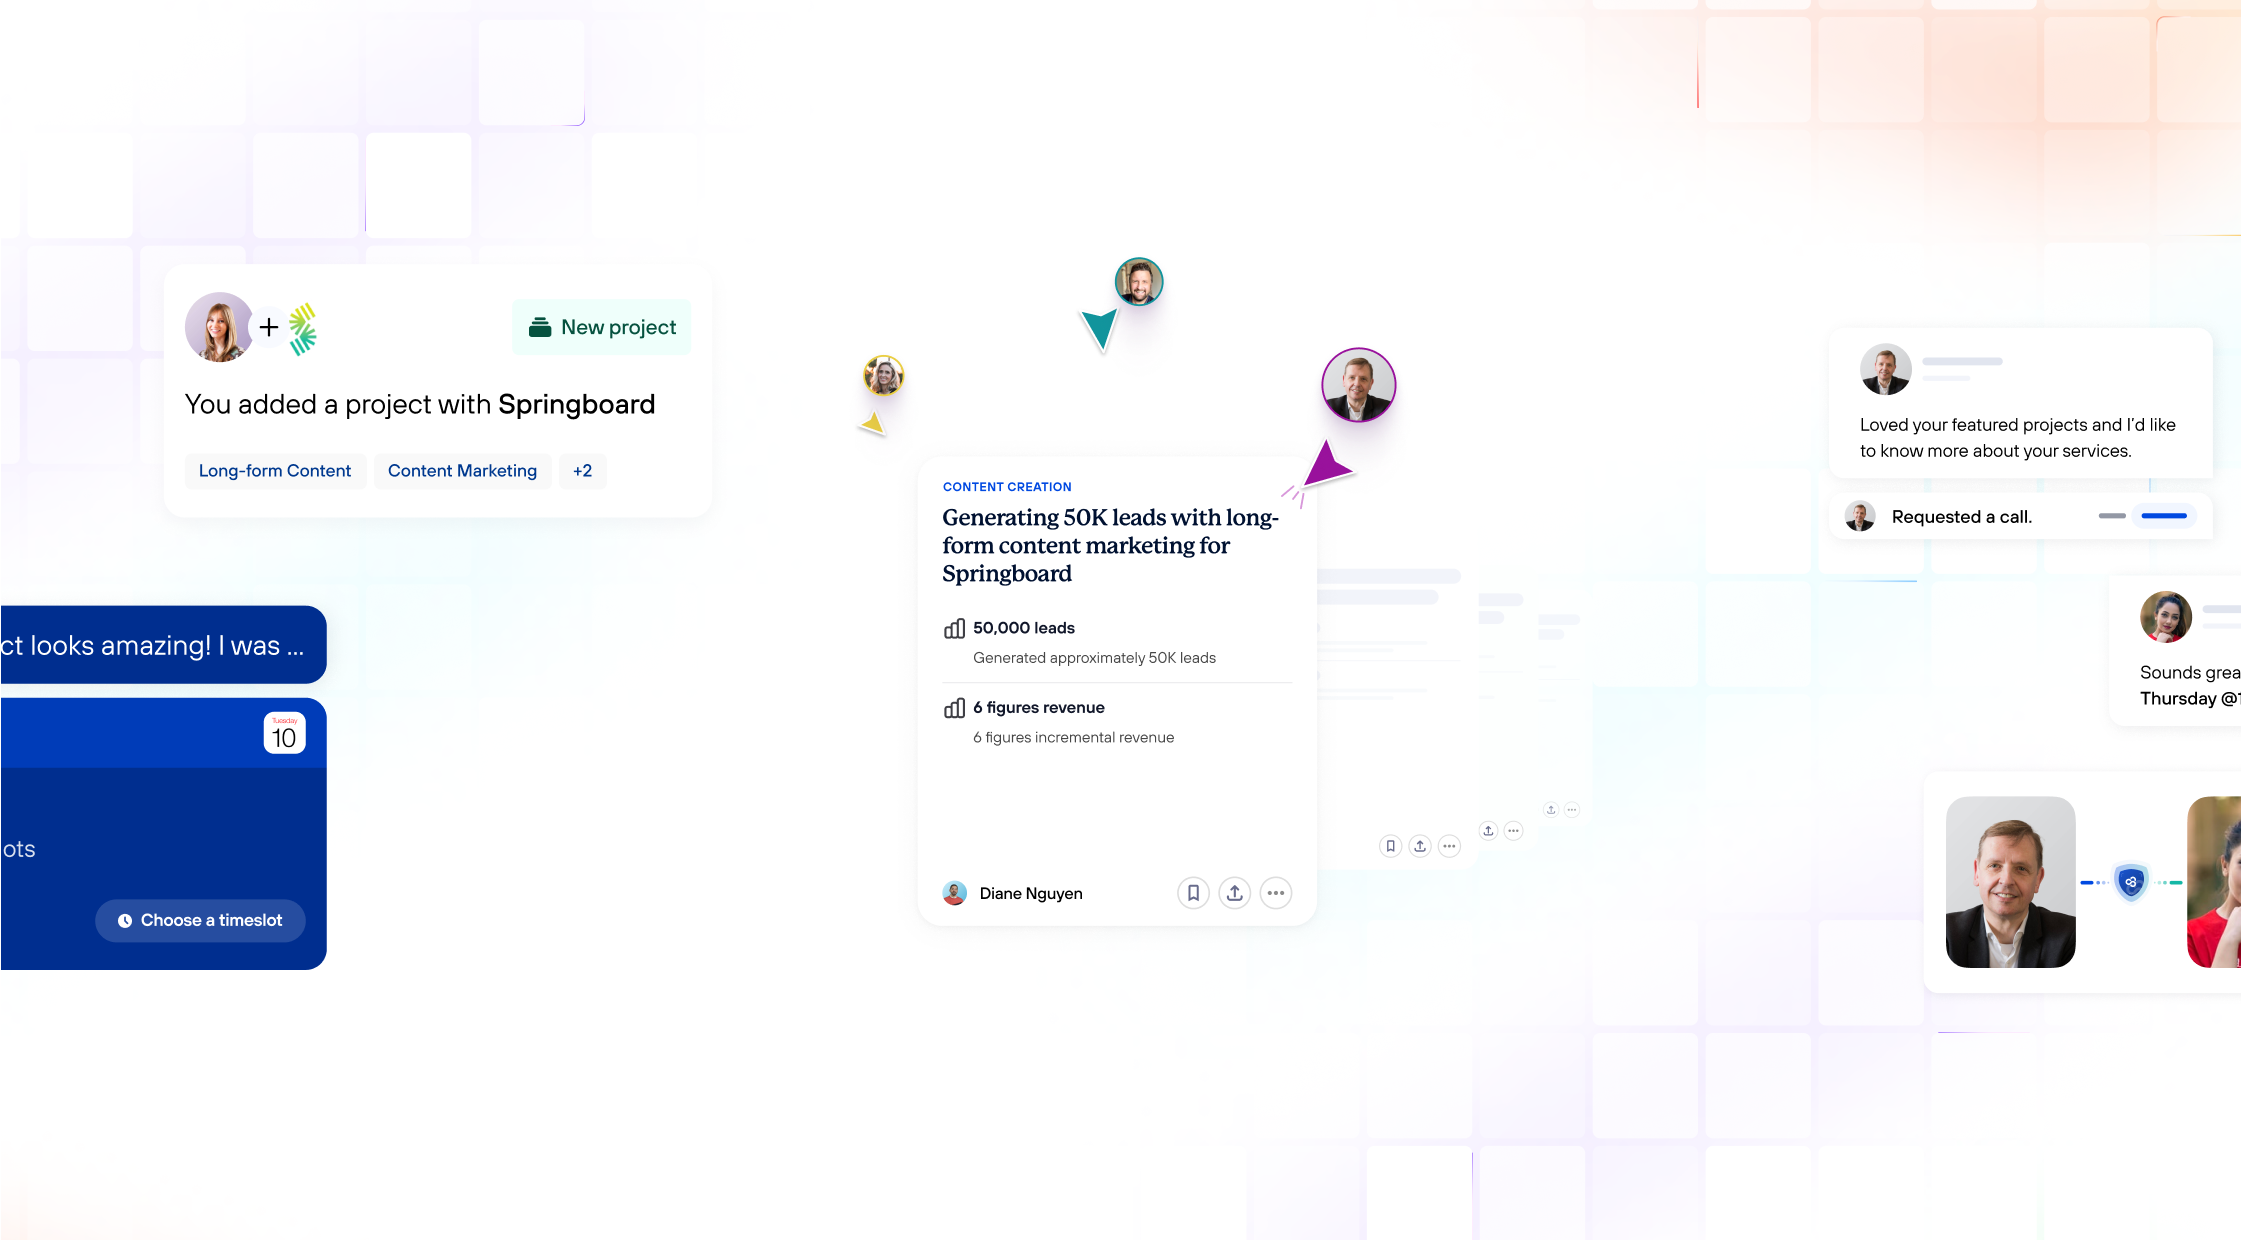 New project
You added a project with Springboard
Long-form Content
Content Marketing
+2
ct looks amazing! I was ...
Tuesday
10
ots
Choose a timeslot
CONTENT CREATION
Generating 50K leads with long-
form content marketing for
Springboard
50,000 leads
Generated approximately 50K leads
6 figures revenue
6 figures incremental revenue
Diane Nguyen
Loved your featured projects and I'd like
to know more about your services.
Requested a call.
Sounds grea
Thursday @1